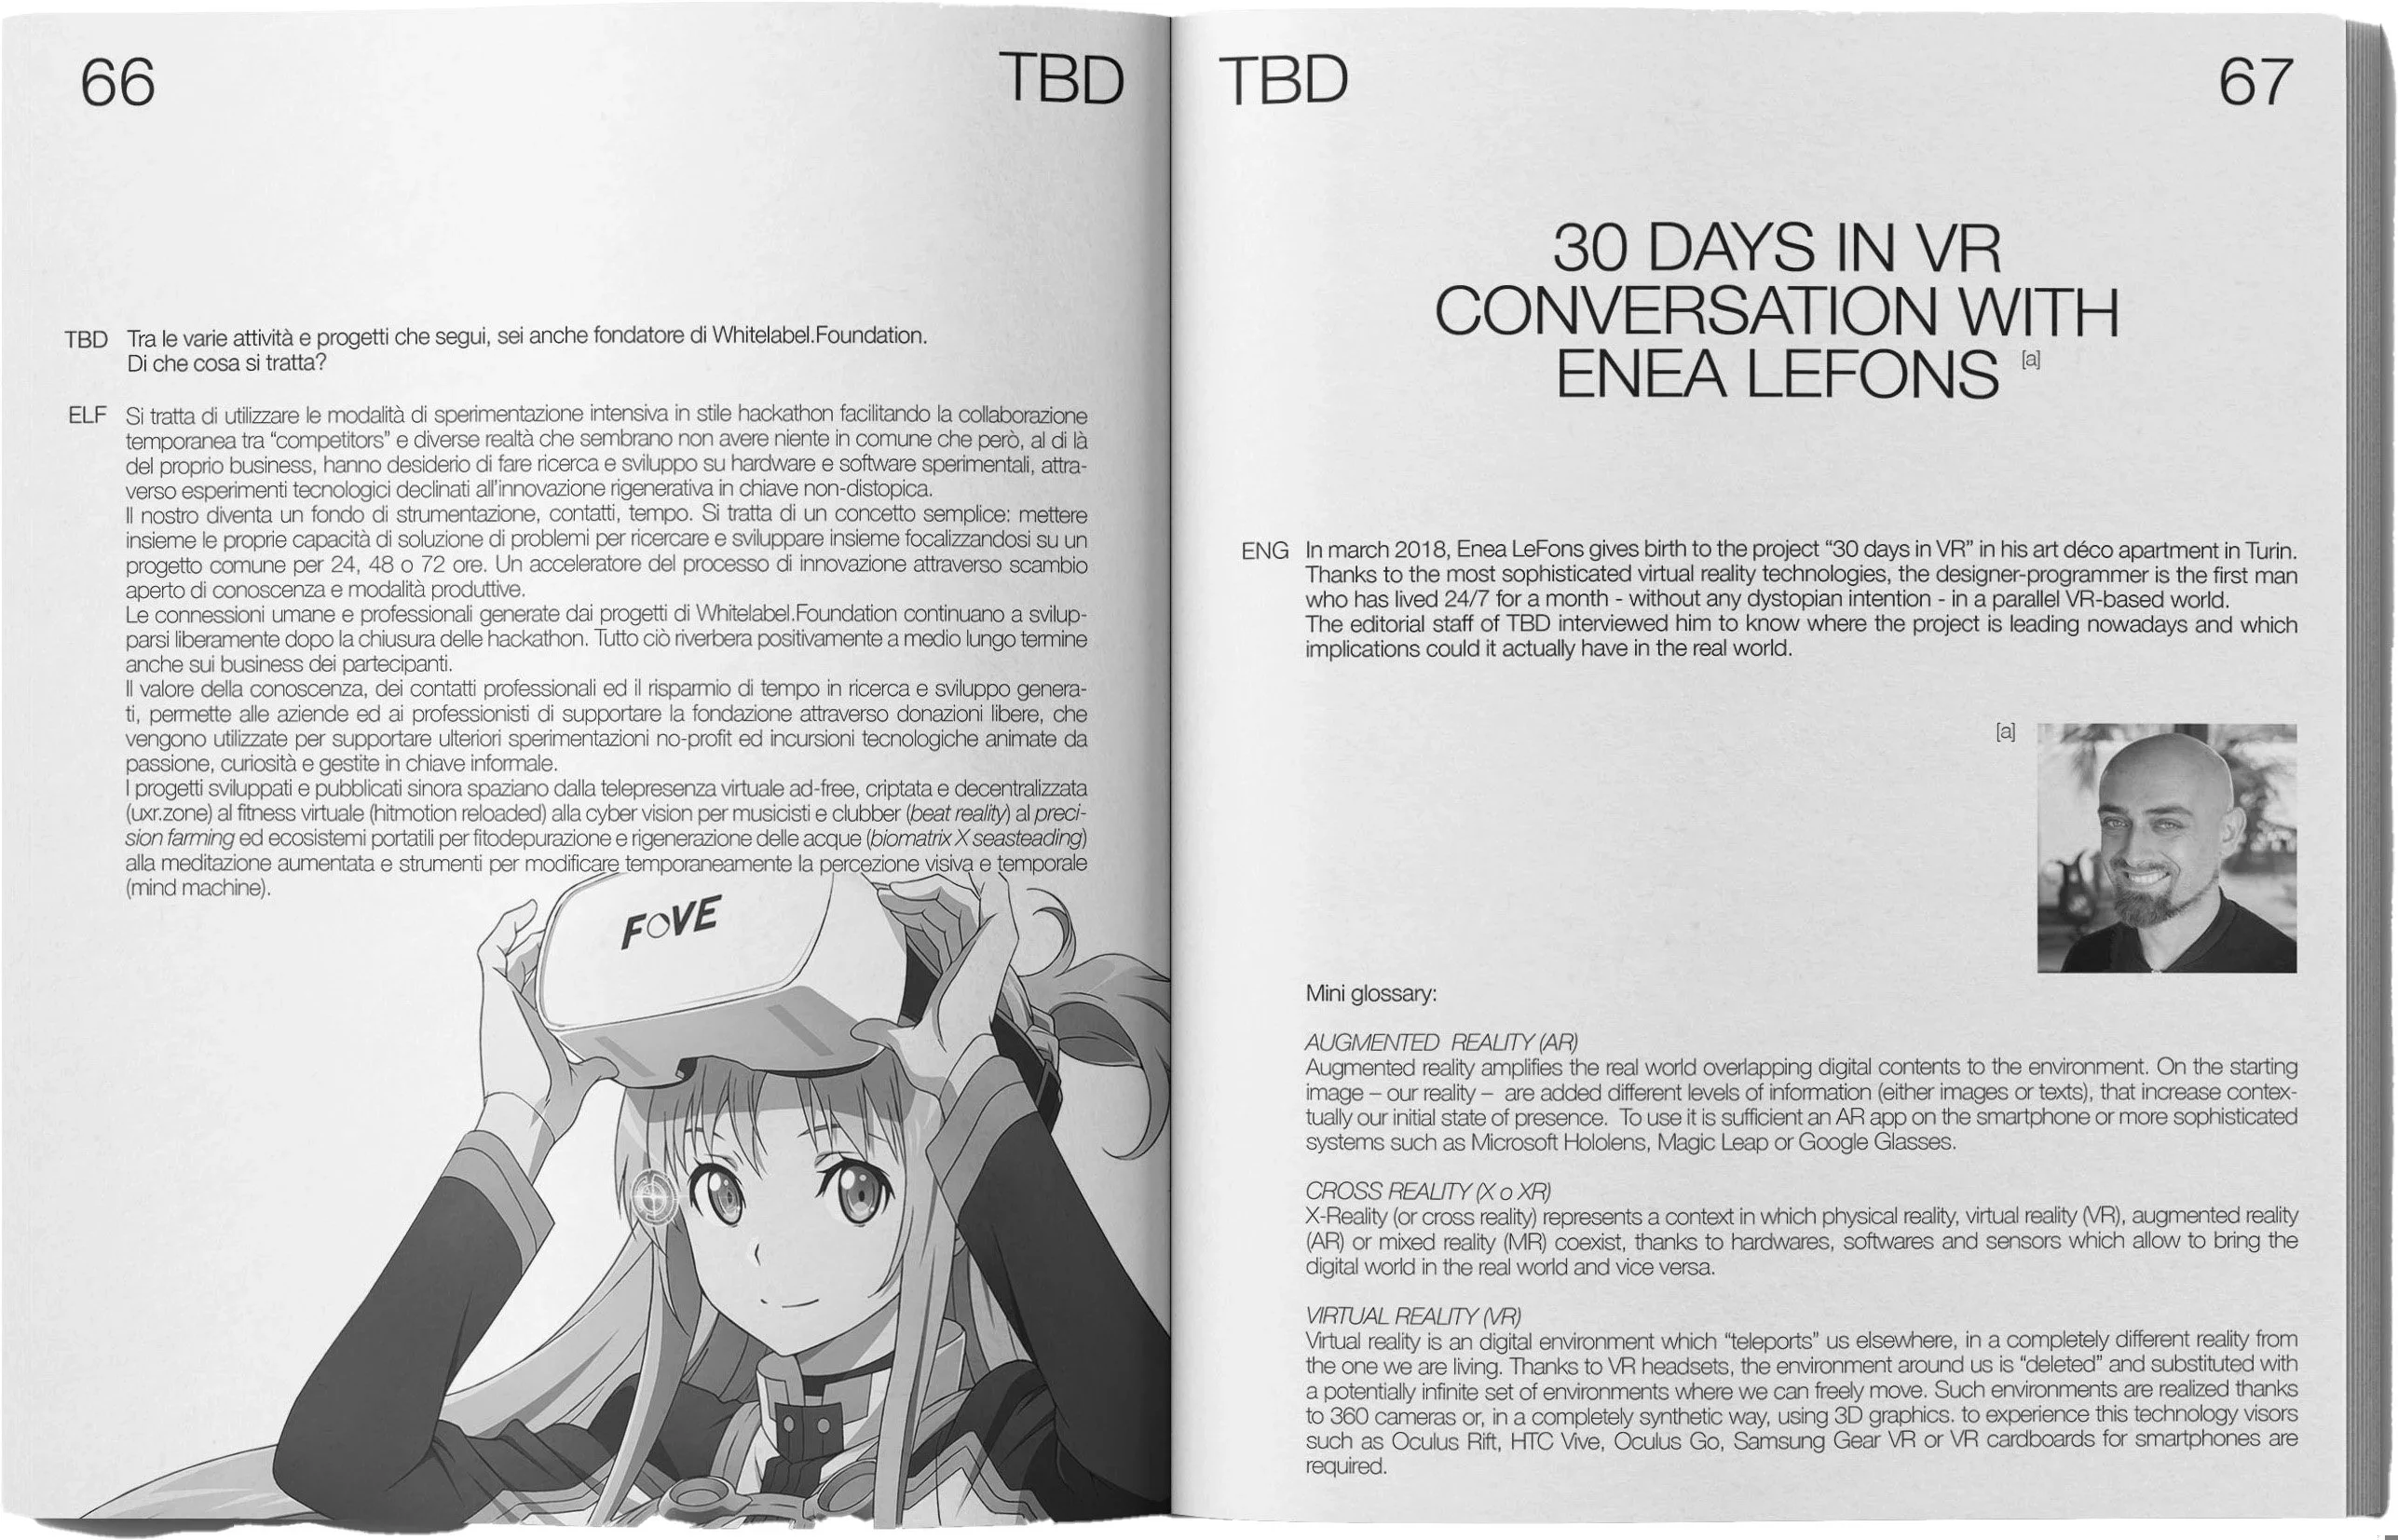 66
TBD
TBD Tra le varie attività e progetti che segui, sei anche fondatore di Whitelabel.Foundation.
Di che cosa si tratta?
ELF Si tratta di utilizzare le modalità di sperimentazione intensiva in stile hackathon facilitando la collaborazione
temporanea tra “competitors” e diverse realtà che sembrano non avere niente in comune che però, al di là
del proprio business, hanno desiderio di fare ricerca e sviluppo su hardware e software sperimentali, attra-
verso esperimenti tecnologici declinati all'innovazione rigenerativa in chiave non-distopica.
Il nostro diventa un fondo di strumentazione, contatti, tempo. Si tratta di un concetto semplice: mettere
insieme le proprie capacità di soluzione di problemi per ricercare e sviluppare insieme focalizzandosi su un
progetto comune per 24, 48 o 72 ore. Un acceleratore del processo di innovazione attraverso scambio
aperto di conoscenza e modalità produttive.
Le connessioni umane e professionali generate dai progetti di Whitelabel.Foundation continuano a svilup-
parsi liberamente dopo la chiusura delle hackathon. Tutto ciò riverbera positivamente a medio lungo termine
anche sui business dei partecipanti.
Il valore della conoscenza, dei contatti professionali ed il risparmio di tempo in ricerca e sviluppo genera-
ti, permette alle aziende ed ai professionisti di supportare la fondazione attraverso donazioni libere, che
vengono utilizzate per supportare ulteriori sperimentazioni no-profit ed incursioni tecnologiche animate da
passione, curiosità e gestite in chiave informale.
I progetti sviluppati e pubblicati sinora spaziano dalla telepresenza virtuale ad-free, criptata e decentralizzata
(uxr.zone) al fitness virtuale (hitmotion reloaded) alla cyber vision per musicisti e clubber (beat reality) al preci-
sion farming ed ecosistemi portatili per fitodepurazione e rigenerazione delle acque (biomatrix X seasteading)
alla meditazione aumentata e strumenti per modificare temporaneamente la percezione visiva e temporale
(mind machine).
FOVE
TBD
67
30 DAYS IN VR
CONVERSATION WITH
ENEA LEFONS [a]
ENG In march 2018, Enea LeFons gives birth to the project “30 days in VR” in his art déco apartment in Turin.
Thanks to the most sophisticated virtual reality technologies, the designer-programmer is the first man
who has lived 24/7 for a month - without any dystopian intention - in a parallel VR-based world.
The editorial staff of TBD interviewed him to know where the project is leading nowadays and which
implications could it actually have in the real world.
[a]
Mini glossary:
AUGMENTED REALITY (AR)
Augmented reality amplifies the real world overlapping digital contents to the environment. On the starting
image – our reality – are added different levels of information (either images or texts), that increase contex-
tually our initial state of presence. To use it is sufficient an AR app on the smartphone or more sophisticated
systems such as Microsoft Hololens, Magic Leap or Google Glasses.
CROSS REALITY (X o XR)
X-Reality (or cross reality) represents a context in which physical reality, virtual reality (VR), augmented reality
(AR) or mixed reality (MR) coexist, thanks to hardwares, softwares and sensors which allow to bring the
digital world in the real world and vice versa.
VIRTUAL REALITY (VR)
Virtual reality is an digital environment which “teleports” us elsewhere, in a completely different reality from
the one we are living. Thanks to VR headsets, the environment around us is “deleted” and substituted with
a potentially infinite set of environments where we can freely move. Such environments are realized thanks
to 360 cameras or, in a completely synthetic way, using 3D graphics. to experience this technology visors
such as Oculus Rift, HTC Vive, Oculus Go, Samsung Gear VR or VR cardboards for smartphones are
required.